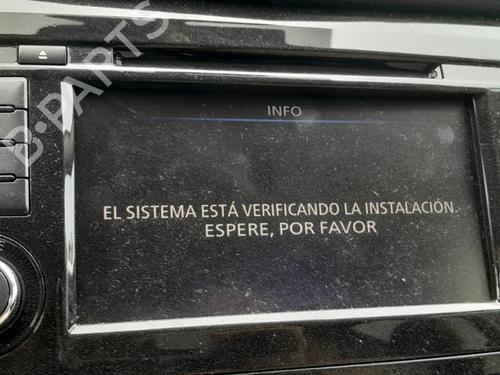 B-PARTS
INFO
EL SISTEMA ESTÁ VERIFICANDO LA INSTALACIÓN.
ESPERE, POR FAVOR